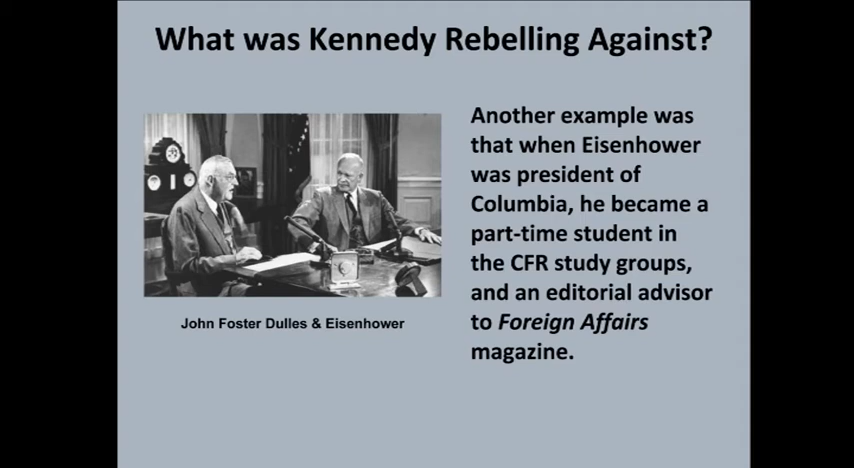 What was Kennedy Rebelling Against?
Another example was
that when Eisenhower
was president of
Columbia, he became a
part-time student in
the CFR study groups,
and an editorial advisor
to Foreign Affairs
magazine.
John Foster Dulles & Eisenhower